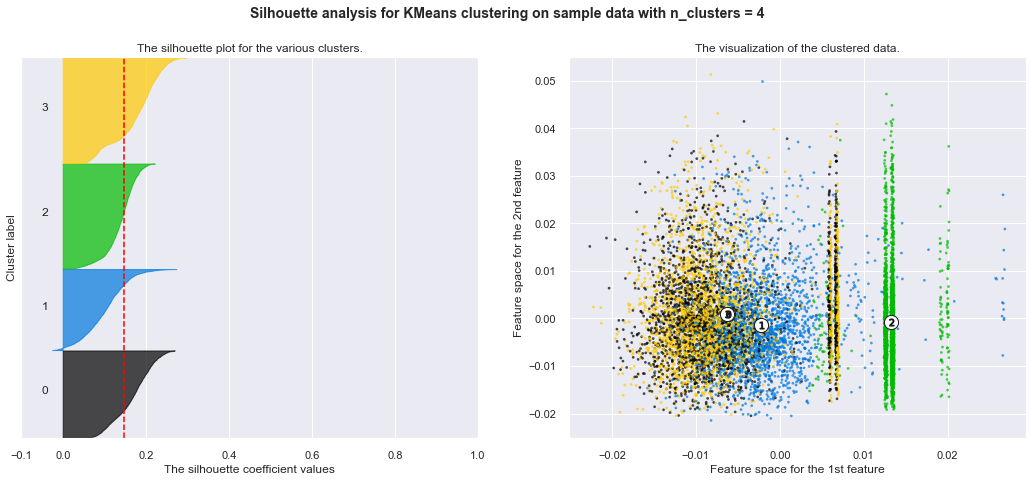 Silhouette analysis for KMeans clustering on sample data with n_clusters = 4
The silhouette plot for the various clusters.
3
2
1
0
Cluster label
−0.1 0.0 0.2 0.4 0.6 0.8 1.0
The silhouette coefficient values
The visualization of the clustered data.
0.05
0.04
0.03
0.02
0.01
0.00
−0.01
−0.02
Feature space for the 2nd feature
1
2
−0.02 −0.01 0.00 0.01 0.02
Feature space for the 1st feature